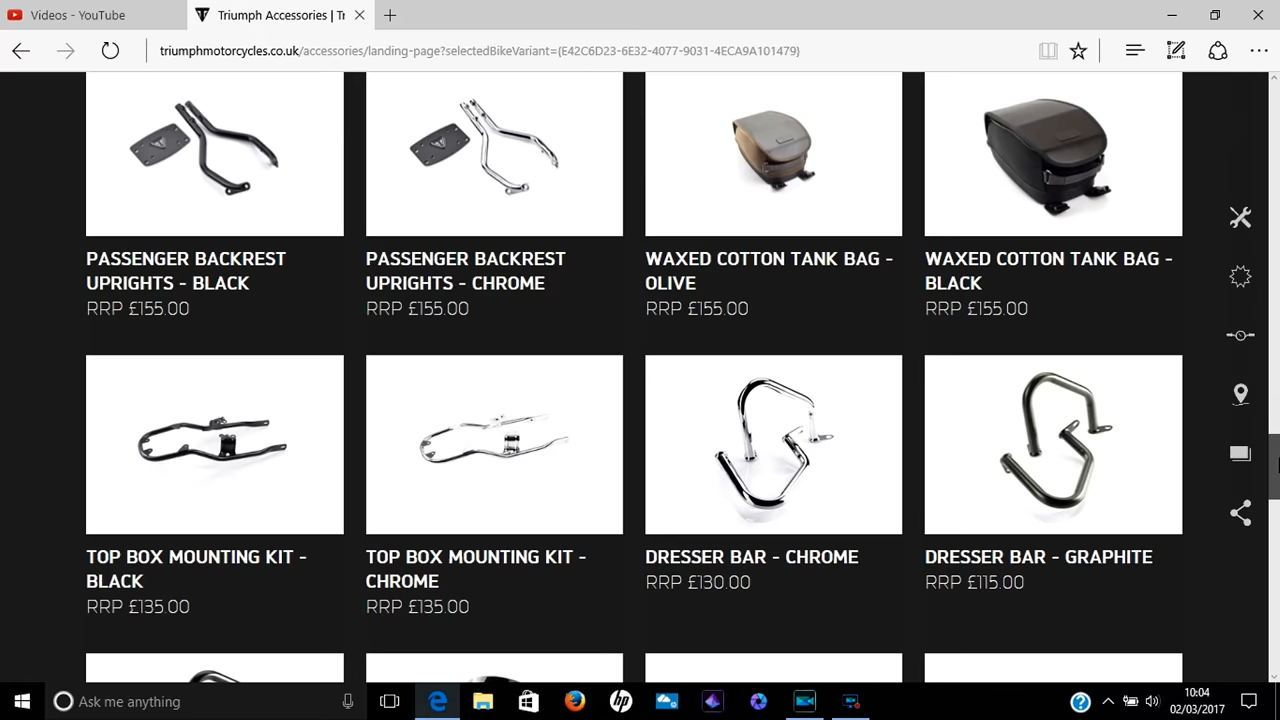 Videos - YouTube
Triumph Accessories | Tr
triumphmotorcycles.co.uk/accessories/landing-page?selectedBikeVariant={E42C6D23-6E32-4077-9031-4ECA9A101479}
PASSENGER BACKREST
UPRIGHTS - BLACK
RRP £155.00
PASSENGER BACKREST
UPRIGHTS - CHROME
RRP £155.00
WAXED COTTON TANK BAG -
OLIVE
RRP £155.00
WAXED COTTON TANK BAG -
BLACK
RRP £155.00
TOP BOX MOUNTING KIT -
BLACK
RRP £135.00
TOP BOX MOUNTING KIT -
CHROME
RRP £135.00
DRESSER BAR - CHROME
RRP £130.00
DRESSER BAR - GRAPHITE
RRP £115.00
Ask me anything
10:04
02/03/2017